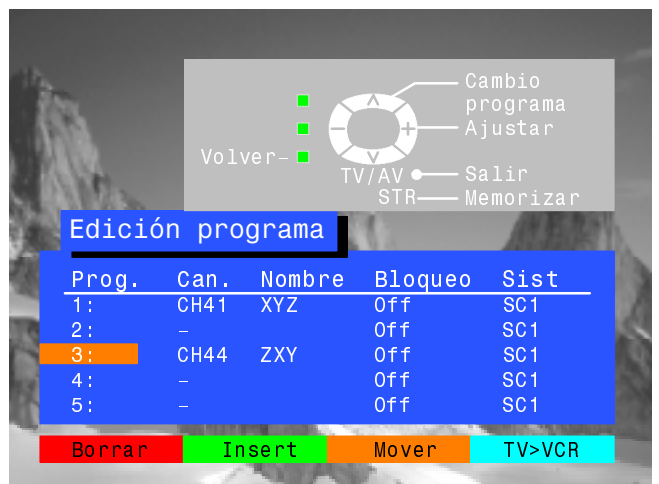 Cambio
programa
Ajustar
Volver–
TV/AV
Salir
STR
Memorizar
Edición programa
Prog. Can. Nombre Bloqueo Sist
1: CH41 XYZ Off SC1
2: – Off SC1
3: CH44 ZXY Off SC1
4: – Off SC1
5: – Off SC1
Borrar Insert Mover TV>VCR